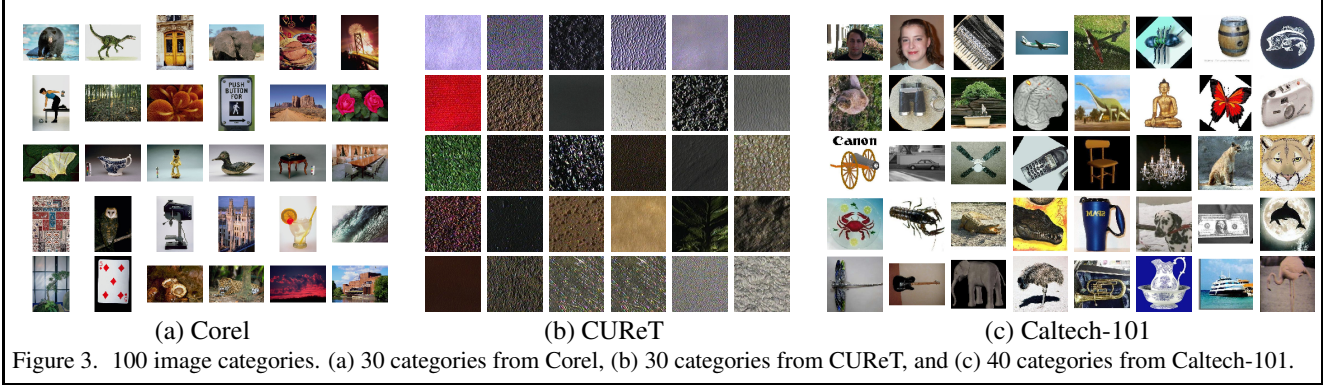 PUSH
BUTTON
FOR
Canon
SPAM
(a) Corel
(b) CUReT
(c) Caltech-101
Figure 3. 100 image categories. (a) 30 categories from Corel, (b) 30 categories from CUReT, and (c) 40 categories from Caltech-101.